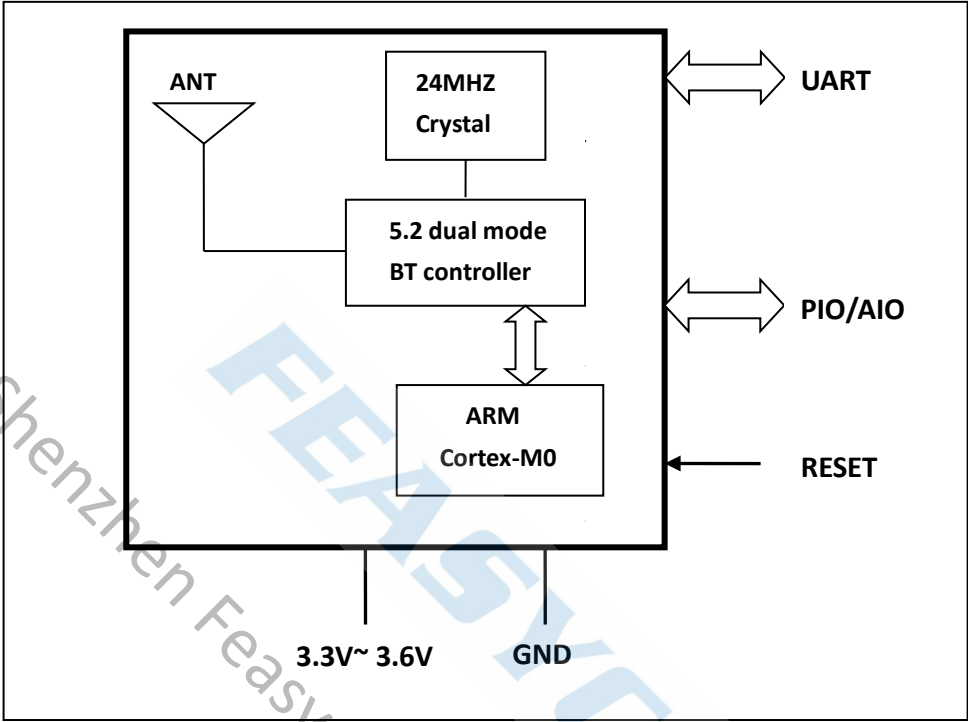 ANT
24MHZ
Crystal
UART
5.2 dual mode
BT controller
PIO/AIO
ARM
Cortex-M0
RESET
3.3V~ 3.6V
GND
Shenzhen Feasy
FEASYC